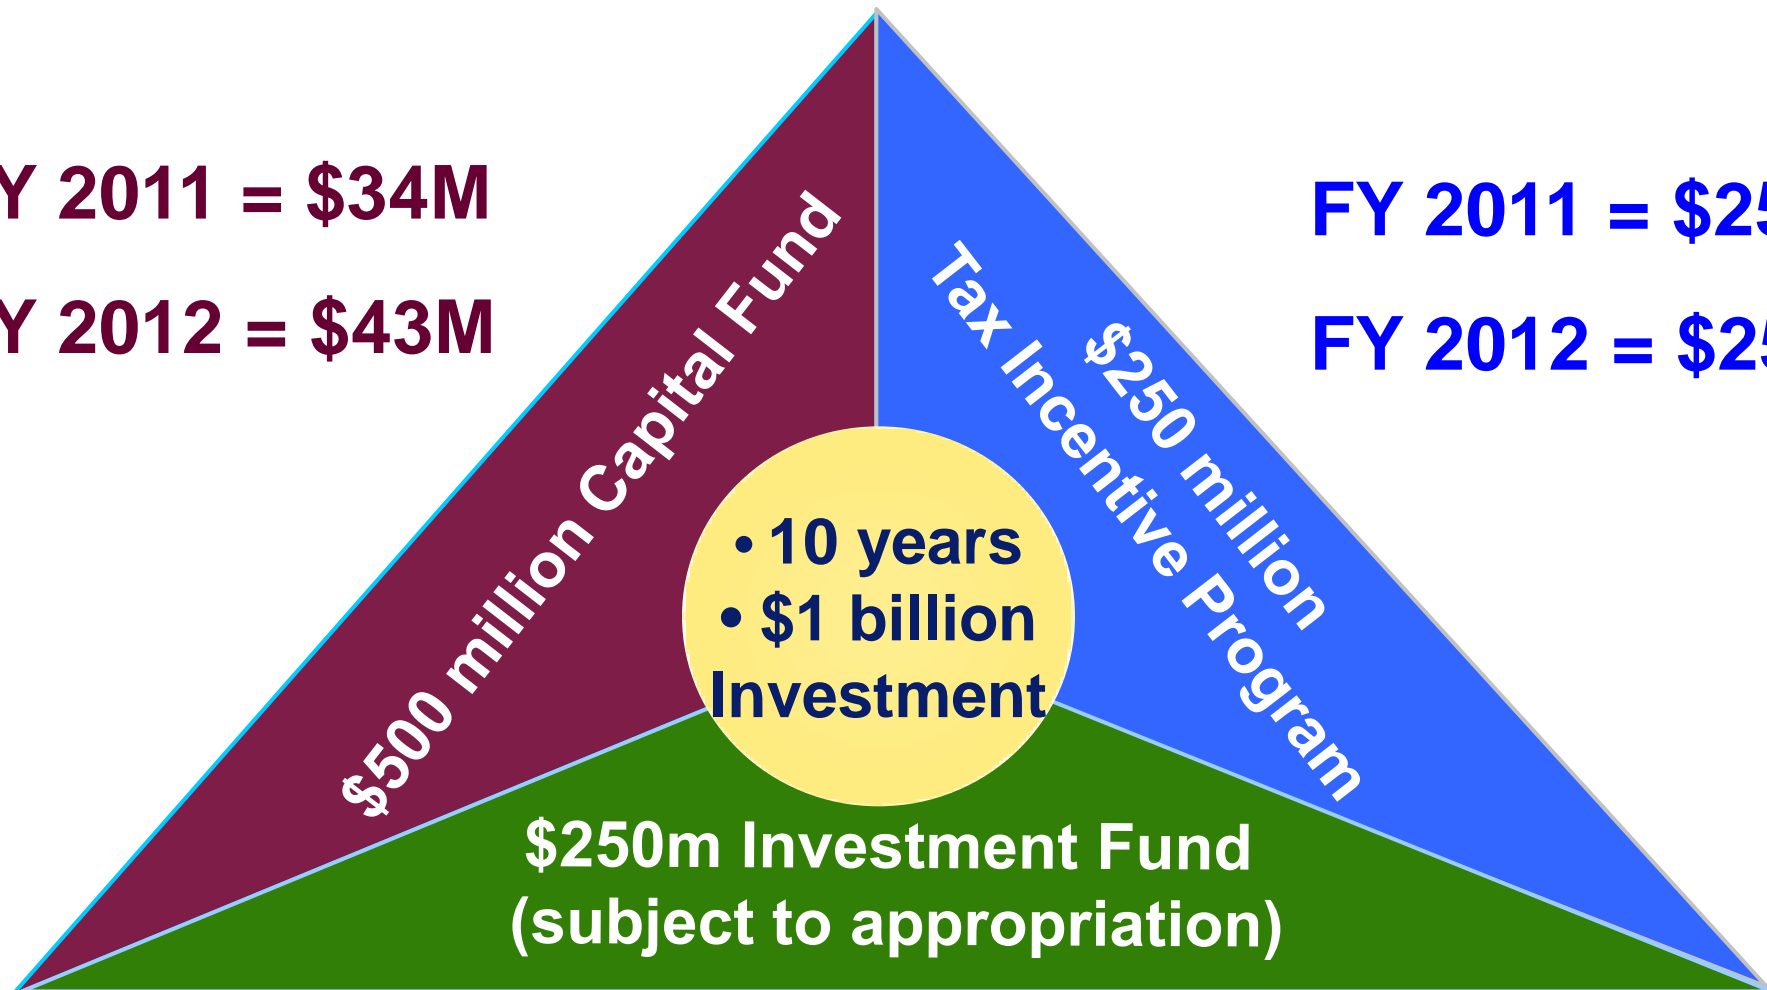 Y 2011 = $34M
Y 2012 = $43M
$500 million Capital Fund
$250 million
Tax Incentive Program
FY 2011 = $25
FY 2012 = $25
• 10 years
• $1 billion
Investment
$250m Investment Fund
(subject to appropriation)